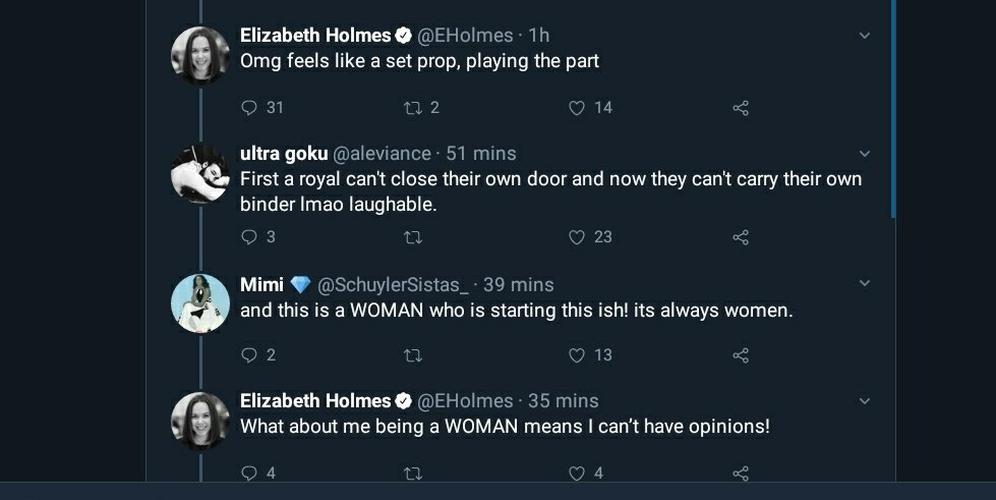 Elizabeth Holmes @EHolmes · 1h
Omg feels like a set prop, playing the part
31 2 14
ultra goku @aleviance · 51 mins
First a royal can't close their own door and now they can't carry their own
binder lmao laughable.
3 23
Mimi 💎 @SchuylerSistas_ · 39 mins
and this is a WOMAN who is starting this ish! its always women.
2 13
Elizabeth Holmes @EHolmes · 35 mins
What about me being a WOMAN means I can’t have opinions!
4 4